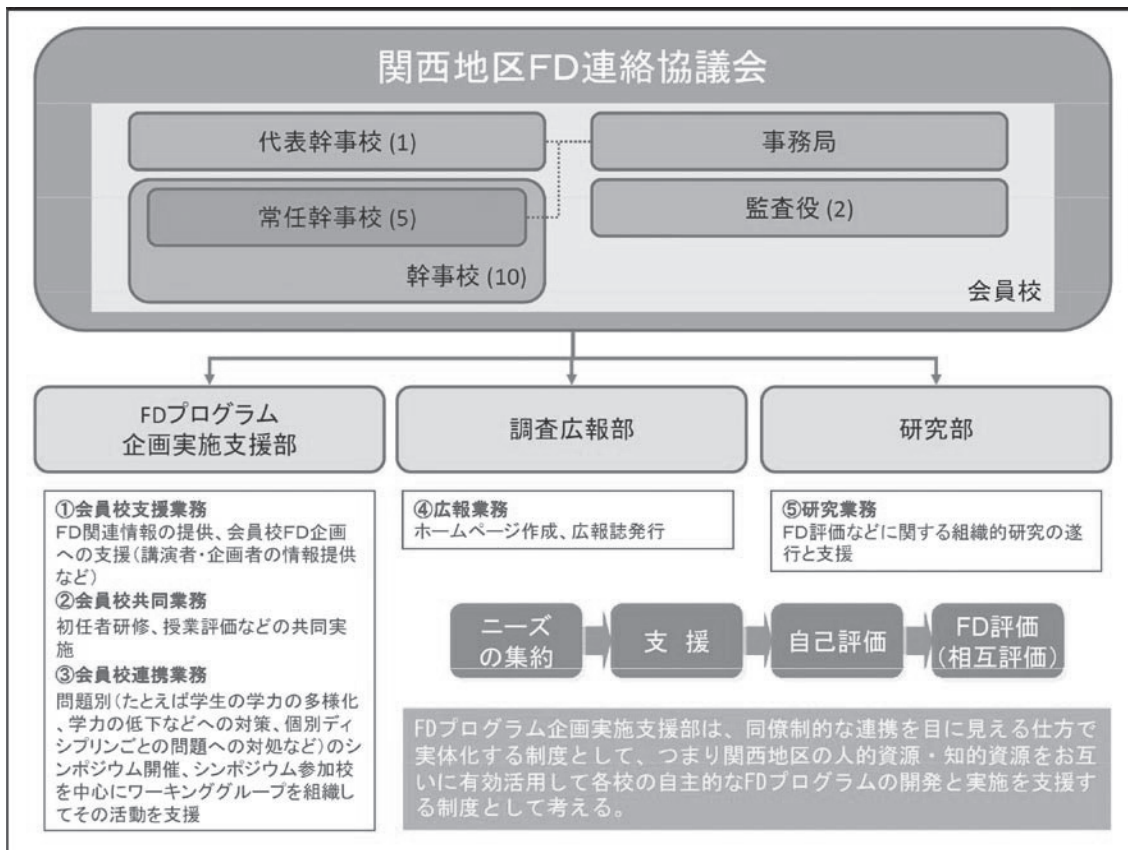 関西地区FD連絡協議会
代表幹事校 (1)
事務局
常任幹事校 (5)
監査役 (2)
幹事校 (10)
会員校
FDプログラム
企画実施支援部
調査広報部
研究部
①会員校支援業務
FD関連情報の提供、会員校FD企画
への支援(講演者・企画者の情報提供
など)
②会員校共同業務
初任者研修、授業評価などの共同実
施
③会員校連携業務
問題別(たとえば学生の学力の多様化
、学力の低下などへの対策、個別ディ
シプリンごとの問題への対処など)のシ
ンポジウム開催、シンポジウム参加校
を中心にワーキンググループを組織し
てその活動を支援
④広報業務
ホームページ作成、広報誌発行
⑤研究業務
FD評価などに関する組織的研究の遂
行と支援
ニーズ
の集約
支 援
自己評価
FD評価
(相互評価)
FDプログラム企画実施支援部は、同僚制的な連携を目に見える仕方で
実体化する制度として、つまり関西地区の人的資源・知的資源をお互
いに有効活用して各校の自主的なFDプログラムの開発と実施を支援す
る制度として考える。